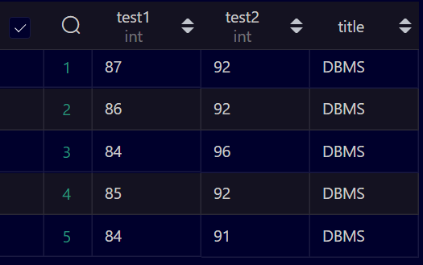 test1 test2 title
int int
1 87 92 DBMS
2 86 92 DBMS
3 84 96 DBMS
4 85 92 DBMS
5 84 91 DBMS